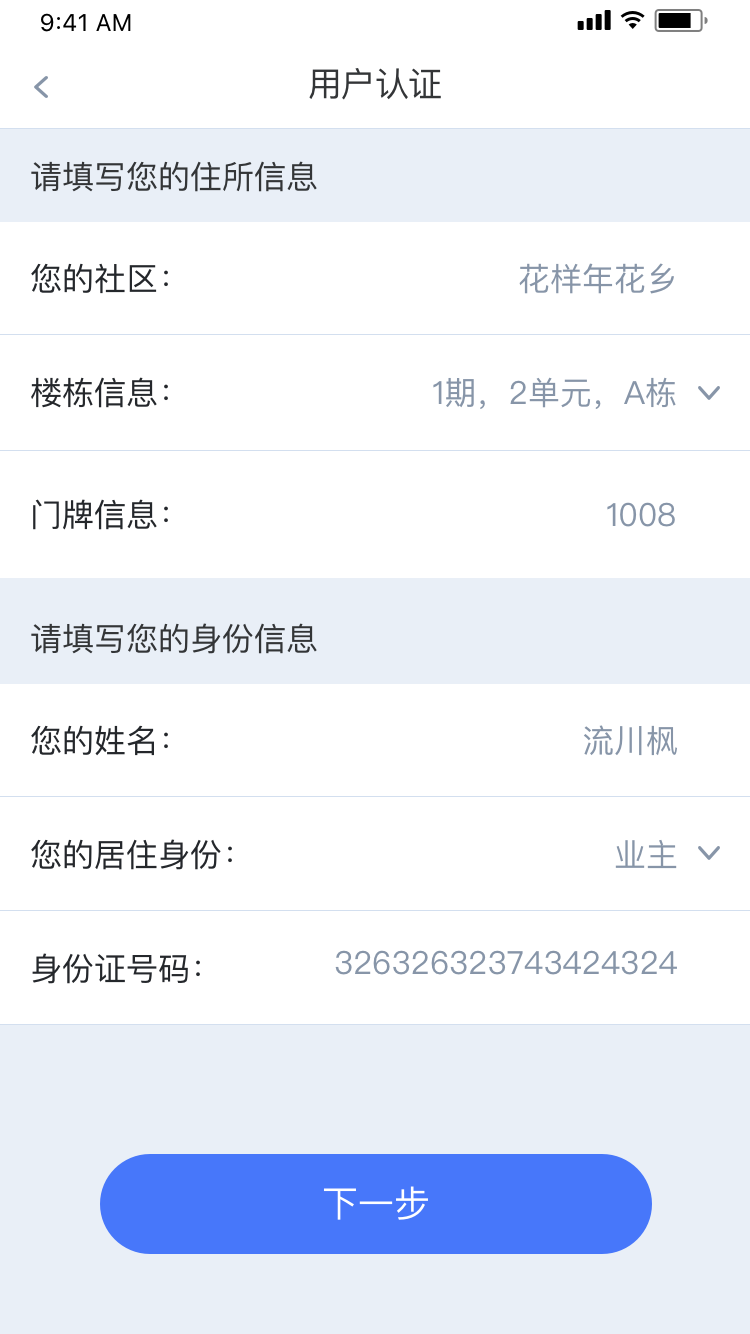 9:41 AM
用户认证
请填写您的住所信息
您的社区： 花样年花乡
楼栋信息： 1期，2单元，A栋
门牌信息： 1008
请填写您的身份信息
您的姓名： 流川枫
您的居住身份： 业主
身份证号码： 326326323743424324
下一步